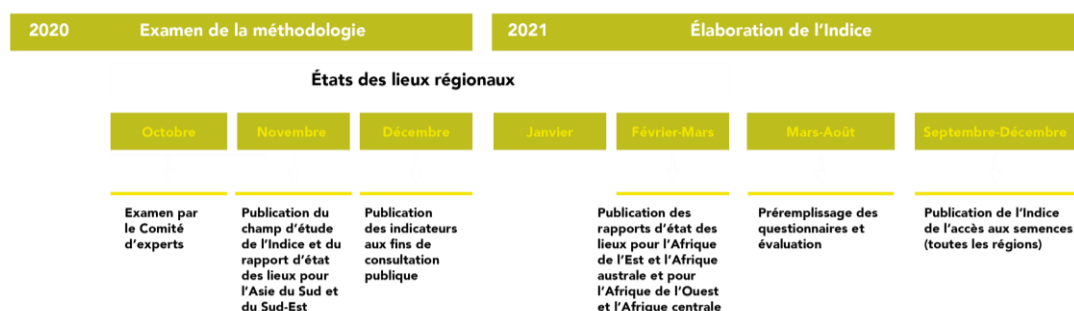 2020 Examen de la méthodologie
2021 Élaboration de l'Indice
États des lieux régionaux
Octobre
Novembre
Décembre
Janvier
Février-Mars
Mars-Août
Septembre-Décembre
Examen par
le Comité
d'experts
Publication du
champ d'étude
de l'Indice et du
rapport d'état
des lieux pour
l'Asie du Sud et
du Sud-Est
Publication
des indicateurs
aux fins de
consultation
publique
Publication des
rapports d'état des
lieux pour l'Afrique
de l'Est et l'Afrique
australe et pour
l'Afrique de l'Ouest
et l'Afrique centrale
Préremplissage des
questionnaires et
évaluation
Publication de l'Indice
de l'accès aux semences
(toutes les régions)